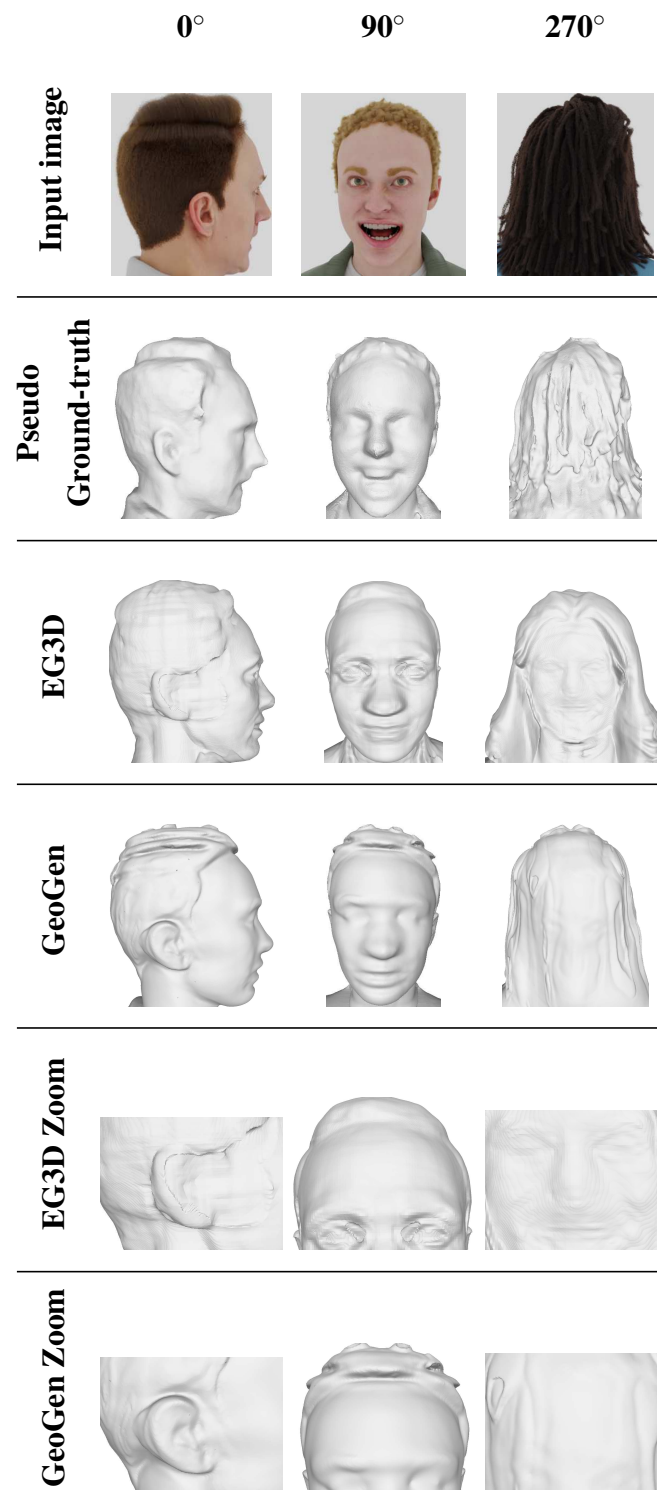 0° 90° 270°
Input image
Pseudo
Ground-truth
EG3D
GeoGen
EG3D Zoom
GeoGen Zoom